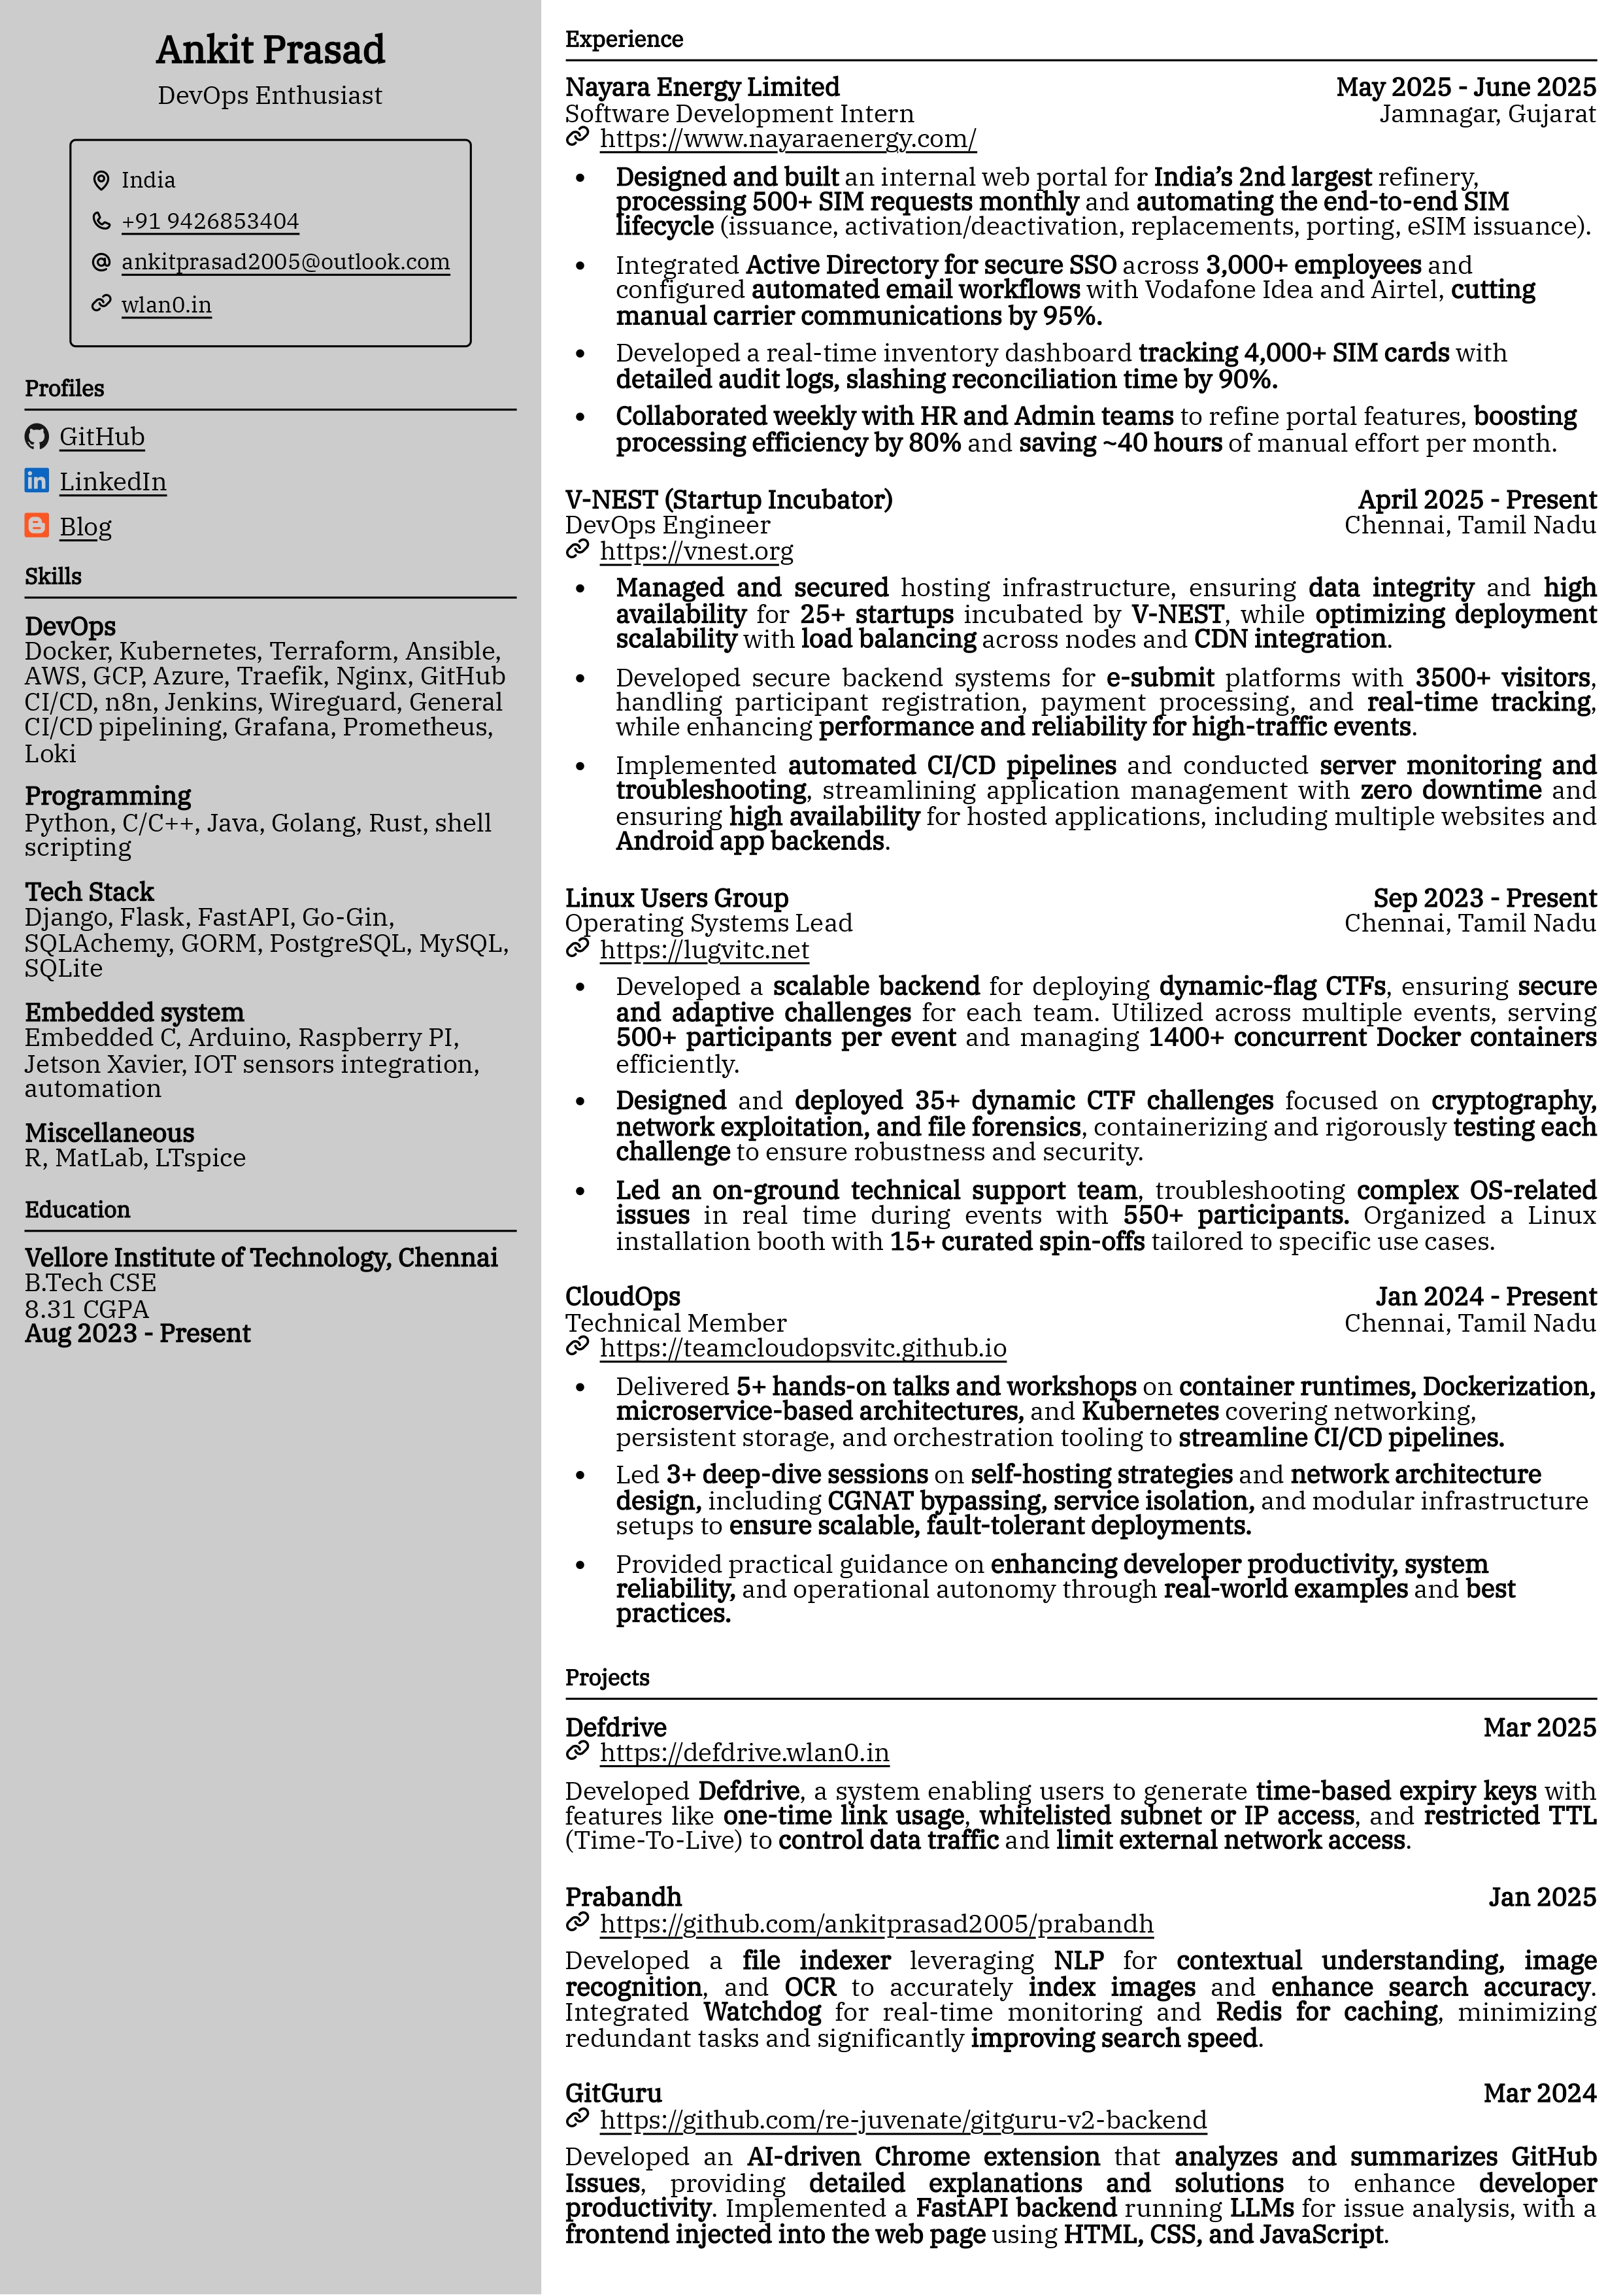 Ankit Prasad
DevOps Enthusiast
India
+91 9426853404
ankitprasad2005@outlook.com
wlan0.in
Profiles
GitHub
LinkedIn
Blog
Skills
DevOps
Docker, Kubernetes, Terraform, Ansible,
AWS, GCP, Azure, Traefik, Nginx, GitHub
CI/CD, n8n, Jenkins, Wireguard, General
CI/CD pipelining, Grafana, Prometheus,
Loki
Programming
Python, C/C++, Java, Golang, Rust, shell
scripting
Tech Stack
Django, Flask, FastAPI, Go-Gin,
SQLAchemy, GORM, PostgreSQL, MySQL,
SQLite
Embedded system
Embedded C, Arduino, Raspberry PI,
Jetson Xavier, IOT sensors integration,
automation
Miscellaneous
R, MatLab, LTspice
Education
Vellore Institute of Technology, Chennai
B.Tech CSE
8.31 CGPA
Aug 2023 - Present
Experience
Nayara Energy Limited May 2025 - June 2025
Software Development Intern Jamnagar, Gujarat
https://www.nayaraenergy.com/
• Designed and built an internal web portal for India’s 2nd largest refinery,
processing 500+ SIM requests monthly and automating the end-to-end SIM
lifecycle (issuance, activation/deactivation, replacements, porting, eSIM issuance).
• Integrated Active Directory for secure SSO across 3,000+ employees and
configured automated email workflows with Vodafone Idea and Airtel, cutting
manual carrier communications by 95%.
• Developed a real-time inventory dashboard tracking 4,000+ SIM cards with
detailed audit logs, slashing reconciliation time by 90%.
• Collaborated weekly with HR and Admin teams to refine portal features, boosting
processing efficiency by 80% and saving ~40 hours of manual effort per month.
V-NEST (Startup Incubator) April 2025 - Present
DevOps Engineer Chennai, Tamil Nadu
https://vnest.org
• Managed and secured hosting infrastructure, ensuring data integrity and high
availability for 25+ startups incubated by V-NEST, while optimizing deployment
scalability with load balancing across nodes and CDN integration.
• Developed secure backend systems for e-submit platforms with 3500+ visitors,
handling participant registration, payment processing, and real-time tracking,
while enhancing performance and reliability for high-traffic events.
• Implemented automated CI/CD pipelines and conducted server monitoring and
troubleshooting, streamlining application management with zero downtime and
ensuring high availability for hosted applications, including multiple websites and
Android app backends.
Linux Users Group Sep 2023 - Present
Operating Systems Lead Chennai, Tamil Nadu
https://lugvitc.net
• Developed a scalable backend for deploying dynamic-flag CTFs, ensuring secure
and adaptive challenges for each team. Utilized across multiple events, serving
500+ participants per event and managing 1400+ concurrent Docker containers
efficiently.
• Designed and deployed 35+ dynamic CTF challenges focused on cryptography,
network exploitation, and file forensics, containerizing and rigorously testing each
challenge to ensure robustness and security.
• Led an on-ground technical support team, troubleshooting complex OS-related
issues in real time during events with 550+ participants. Organized a Linux
installation booth with 15+ curated spin-offs tailored to specific use cases.
CloudOps Jan 2024 - Present
Technical Member Chennai, Tamil Nadu
https://teamcloudopsvitc.github.io
• Delivered 5+ hands-on talks and workshops on container runtimes, Dockerization,
microservice-based architectures, and Kubernetes covering networking,
persistent storage, and orchestration tooling to streamline CI/CD pipelines.
• Led 3+ deep-dive sessions on self-hosting strategies and network architecture
design, including CGNAT bypassing, service isolation, and modular infrastructure
setups to ensure scalable, fault-tolerant deployments.
• Provided practical guidance on enhancing developer productivity, system
reliability, and operational autonomy through real-world examples and best
practices.
Projects
Defdrive Mar 2025
https://defdrive.wlan0.in
Developed Defdrive, a system enabling users to generate time-based expiry keys with
features like one-time link usage, whitelisted subnet or IP access, and restricted TTL
(Time-To-Live) to control data traffic and limit external network access.
Prabandh Jan 2025
https://github.com/ankitprasad2005/prabandh
Developed a file indexer leveraging NLP for contextual understanding, image
recognition, and OCR to accurately index images and enhance search accuracy.
Integrated Watchdog for real-time monitoring and Redis for caching, minimizing
redundant tasks and significantly improving search speed.
GitGuru Mar 2024
https://github.com/re-juvenate/gitguru-v2-backend
Developed an AI-driven Chrome extension that analyzes and summarizes GitHub
Issues, providing detailed explanations and solutions to enhance developer
productivity. Implemented a FastAPI backend running LLMs for issue analysis, with a
frontend injected into the web page using HTML, CSS, and JavaScript.